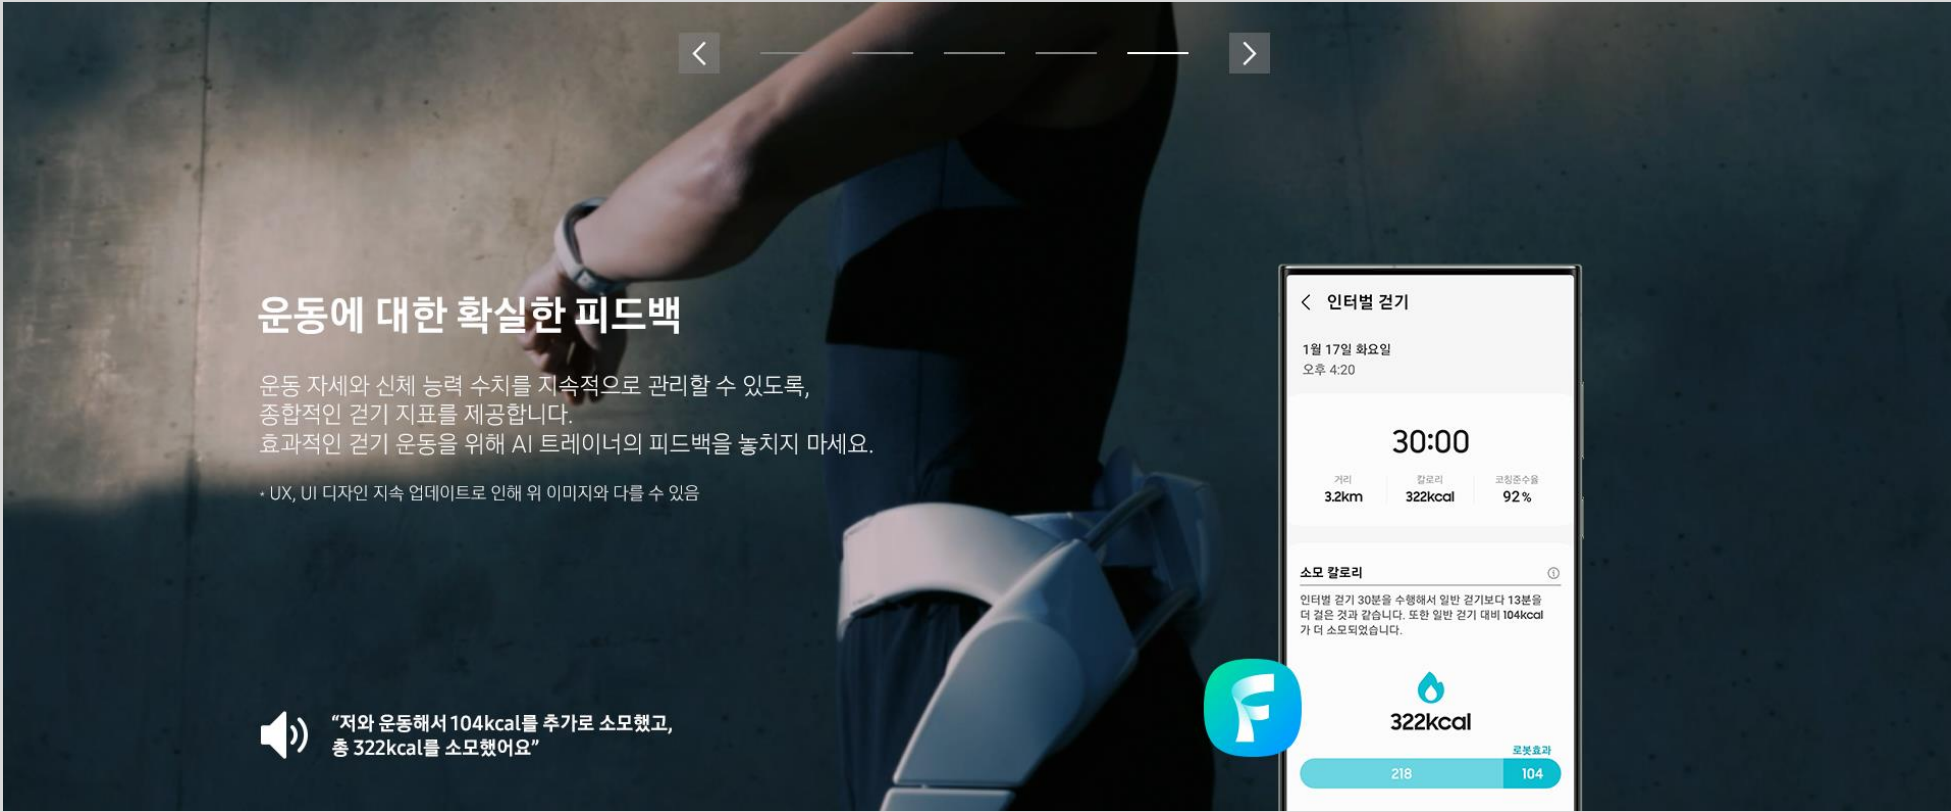 운동에 대한 확실한 피드백
운동 자세와 신체 능력 수치를 지속적으로 관리할 수 있도록,
종합적인 걷기 지표를 제공합니다.
효과적인 걷기 운동을 위해 AI 트레이너의 피드백을 놓치지 마세요.
* UX, UI 디자인 지속 업데이트로 인해 위 이미지와 다를 수 있음
“저와 운동해서 104kcal를 추가로 소모했고,
총 322kcal를 소모했어요”
인터벌 걷기
1월 17일 화요일
오후 4:20
30:00
거리 칼로리 코칭준수율
3.2km 322kcal 92%
소모 칼로리
인터벌 걷기 30분을 수행해서 일반 걷기보다 13분을
더 걸은 것과 같습니다. 또한 일반 걷기 대비 104kcal
가 더 소모되었습니다.
F
322kcal
로봇효과
218 104